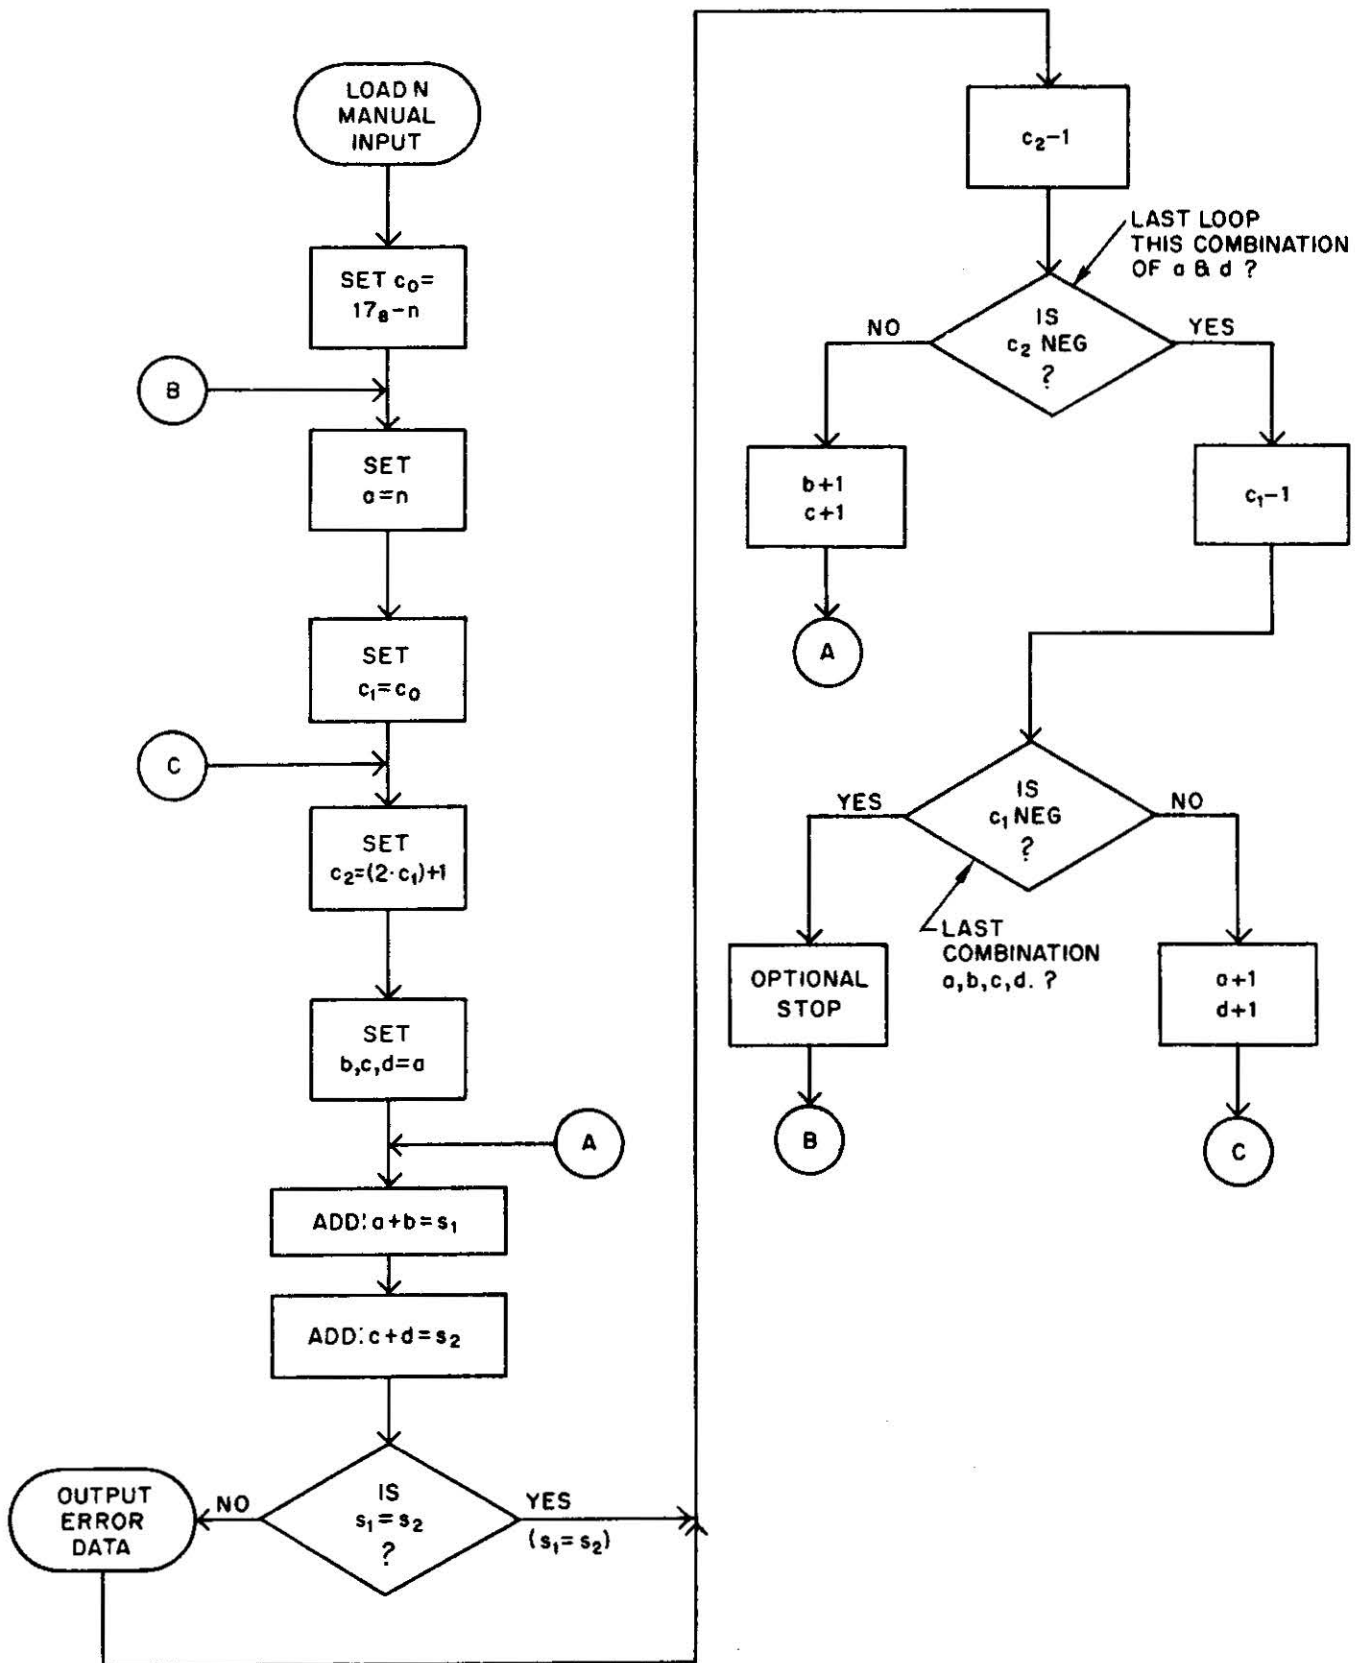 LOAD N
MANUAL
INPUT
SET c₀=
17₈-n
B
SET
a=n
SET
c₁=c₀
C
SET
c₂=(2·c₁)+1
SET
b,c,d=a
A
ADD: a+b=s₁
ADD: c+d=s₂
IS
s₁=s₂
?
NO
OUTPUT
ERROR
DATA
YES
(s₁=s₂)
c₂-1
LAST LOOP
THIS COMBINATION
OF a & d ?
IS
c₂ NEG
?
NO
YES
b+1
c+1
A
c₁-1
IS
c₁ NEG
?
YES
NO
LAST
COMBINATION
a,b,c,d. ?
OPTIONAL
STOP
B
a+1
d+1
C